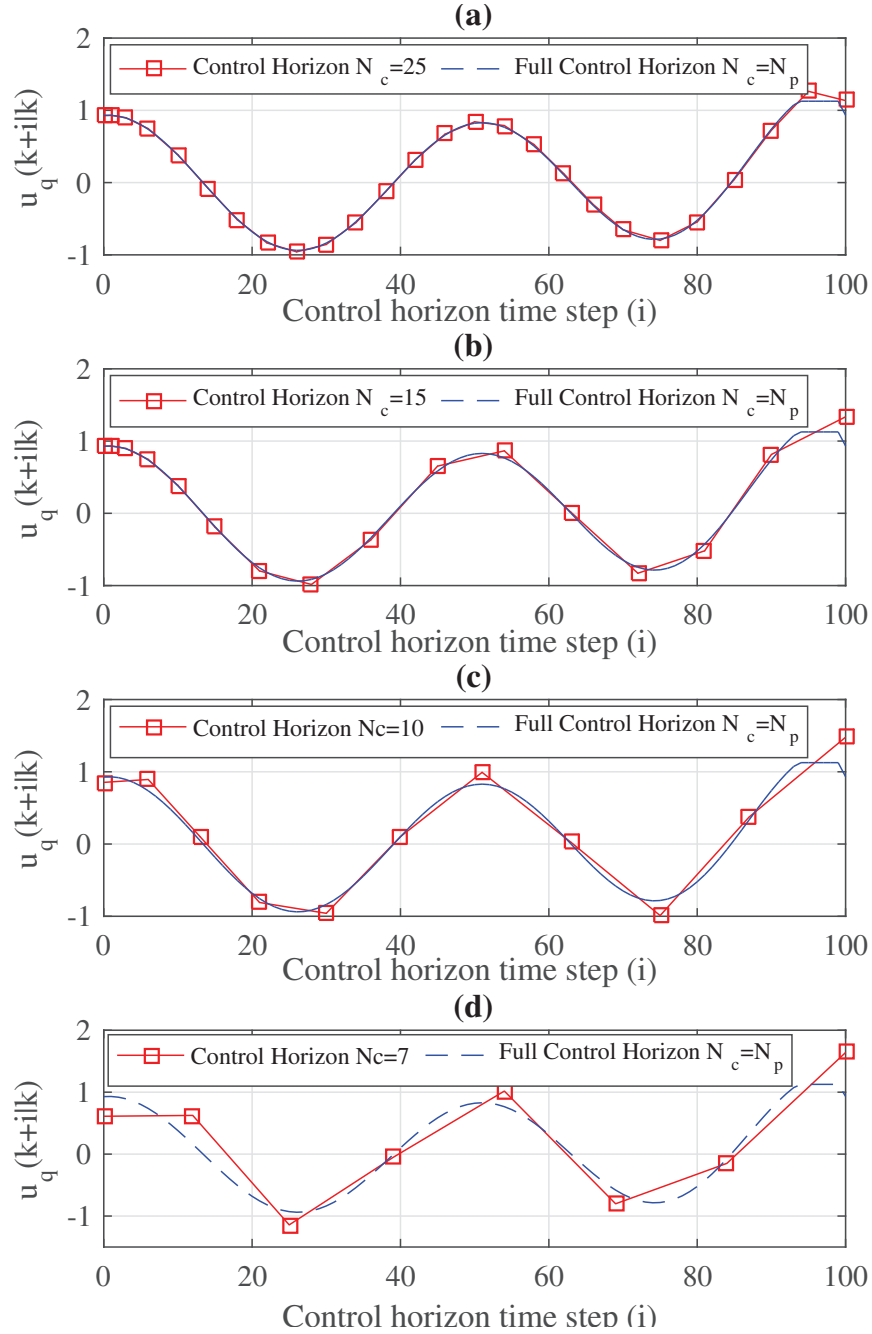 (a)
2
1
0
-1
u_q(k+i|k)
Control Horizon N_c=25
Full Control Horizon N_c=N_p
0 20 40 60 80 100
Control horizon time step (i)
(b)
2
1
0
-1
u_q(k+i|k)
Control Horizon N_c=15
Full Control Horizon N_c=N_p
0 20 40 60 80 100
Control horizon time step (i)
(c)
2
1
0
-1
u_q(k+i|k)
Control Horizon Nc=10
Full Control Horizon N_c=N_p
0 20 40 60 80 100
Control horizon time step (i)
(d)
2
1
0
-1
u_q(k+i|k)
Control Horizon Nc=7
Full Control Horizon N_c=N_p
0 20 40 60 80 100
Control horizon time step (i)